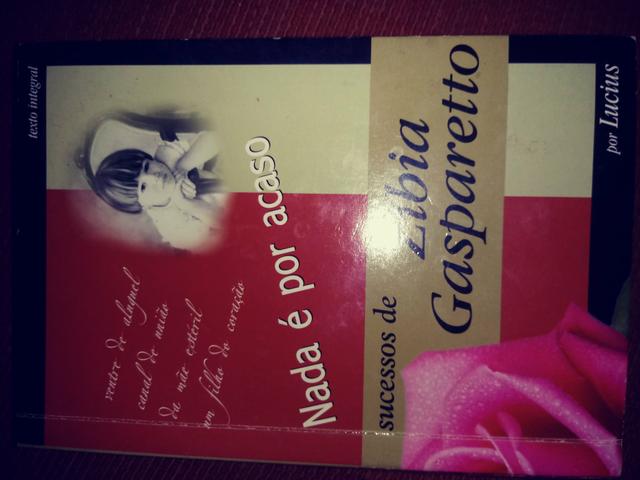 texto integral
ventre de aluguel
canal de união
da mãe estéril
um filho do coração
Nada é por acaso
sucessos de
Zibia
Gasparetto
por Lucius